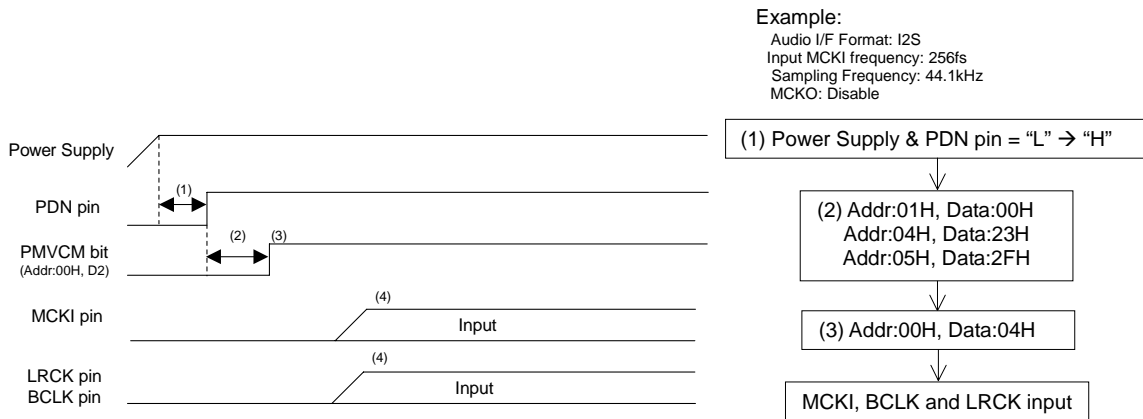 Example:
Audio I/F Format: I2S
Input MCKI frequency: 256fs
Sampling Frequency: 44.1kHz
MCKO: Disable
Power Supply
PDN pin
PMVCM bit
(Addr:00H, D2)
MCKI pin
LRCK pin
BCLK pin
(1)
(2)
(3)
(4)
Input
(4)
Input
(1) Power Supply & PDN pin = “L” → “H”
(2) Addr:01H, Data:00H
Addr:04H, Data:23H
Addr:05H, Data:2FH
(3) Addr:00H, Data:04H
MCKI, BCLK and LRCK input